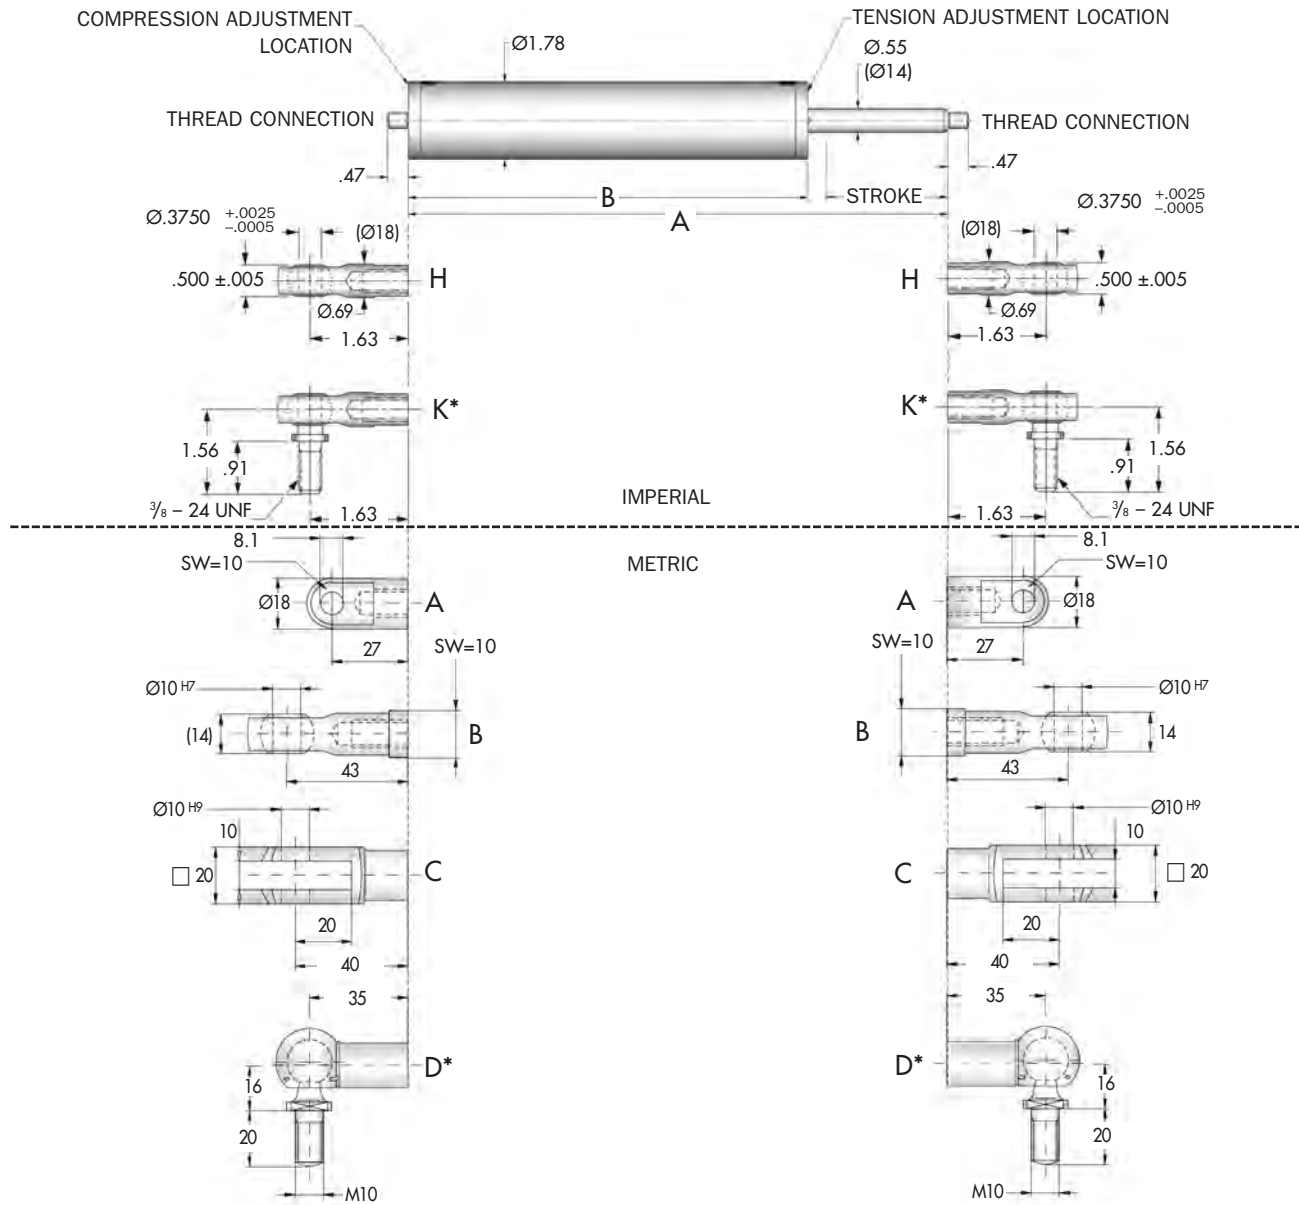 COMPRESSION ADJUSTMENT
LOCATION
TENSION ADJUSTMENT LOCATION
Ø1.78
Ø.55
(Ø14)
THREAD CONNECTION
THREAD CONNECTION
.47
.47
B
STROKE
A
Ø.3750 +.0025
–.0005
(Ø18)
H
.500 ±.005
Ø.69
1.63
Ø.3750 +.0025
–.0005
(Ø18)
H
.500 ±.005
Ø.69
1.63
K*
1.56
.91
3/8 – 24 UNF
1.63
K*
1.56
.91
3/8 – 24 UNF
1.63
IMPERIAL
METRIC
8.1
SW=10
Ø18
A
27
8.1
SW=10
A
Ø18
27
SW=10
Ø10 H7
(14)
B
43
SW=10
Ø10 H7
B
14
43
Ø10 H9
10
□ 20
C
20
40
Ø10 H9
10
C
□ 20
20
40
35
D*
16
20
M10
35
D*
16
20
M10